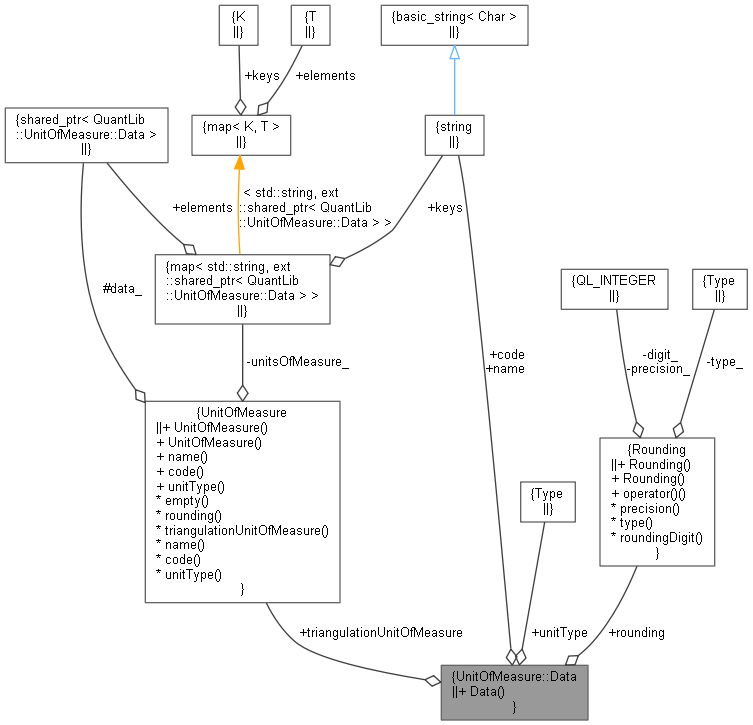 {K
||}
{T
||}
{basic_string< Char >
||}
+keys
+elements
{shared_ptr< QuantLib
::UnitOfMeasure::Data >
||}
{map< K, T >
||}
{string
||}
< std::string, ext
::shared_ptr< QuantLib
::UnitOfMeasure::Data > >
+elements
+keys
{map< std::string, ext
::shared_ptr< QuantLib
::UnitOfMeasure::Data > >
||}
{QL_INTEGER
||}
{Type
||}
#data_
-unitsOfMeasure_
+code
+name
-digit_
-precision_
-type_
{UnitOfMeasure
||+ UnitOfMeasure()
+ UnitOfMeasure()
+ name()
+ code()
+ unitType()
* empty()
* rounding()
* triangulationUnitOfMeasure()
* name()
* code()
* unitType()
}
{Type
||}
{Rounding
||+ Rounding()
+ Rounding()
+ operator()()
* precision()
* type()
* roundingDigit()
}
+triangulationUnitOfMeasure
+unitType
+rounding
{UnitOfMeasure::Data
||+ Data()
}